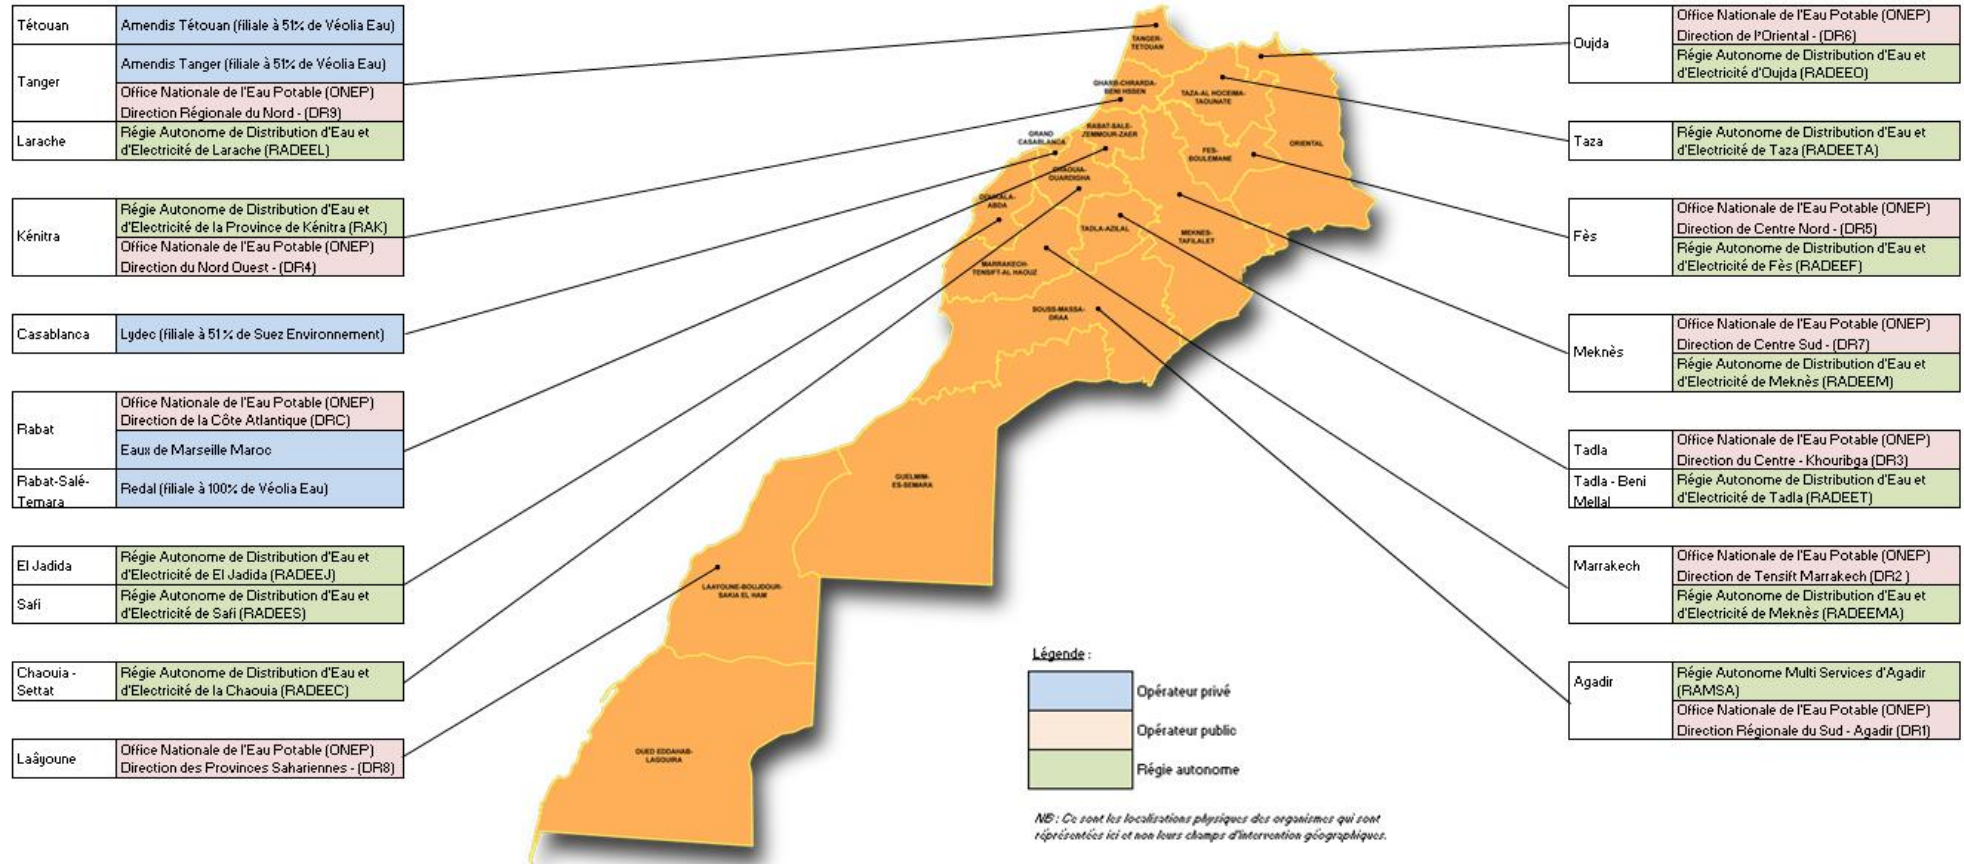 Tétouan
Amendis Tétouan (filiale à 51% de Véolia Eau)
Tanger
Amendis Tanger (filiale à 51% de Véolia Eau)
Office Nationale de l'Eau Potable (ONEP)
Direction Régionale du Nord - (DR9)
Larache
Régie Autonome de Distribution d'Eau et
d'Electricité de Larache (RADEEL)
Kénitra
Régie Autonome de Distribution d'Eau et
d'Electricité de la Province de Kénitra (RAK)
Office Nationale de l'Eau Potable (ONEP)
Direction du Nord Ouest - (DR4)
Casablanca
Lydec (filiale à 51% de Suez Environnement)
Rabat
Office Nationale de l'Eau Potable (ONEP)
Direction de la Côte Atlantique (DRC)
Eaux de Marseille Maroc
Rabat-Salé-
Temara
Redal (filiale à 100% de Véolia Eau)
El Jadida
Régie Autonome de Distribution d'Eau et
d'Electricité de El Jadida (RADEEJ)
Safi
Régie Autonome de Distribution d'Eau et
d'Electricité de Safi (RADEES)
Chaouia -
Settat
Régie Autonome de Distribution d'Eau et
d'Electricité de la Chaouia (RADEEC)
Laâyoune
Office Nationale de l'Eau Potable (ONEP)
Direction des Provinces Sahariennes - (DR8)
TANGER-
TETOUAN
GHARB-CHRARDA-
BENI HSSEN
TAZA-AL HOCEIMA-
TAOUNATE
GRAND
CASABLANCA
RABAT-SALE-
ZEMMOUR-ZAER
FES-
BOULEMANE
ORIENTAL
CHAOUIA-
OUARDIGHA
DOUKALA-
ABDA
TADLA-AZILAL
MEKNES-
TAFILALET
MARRAKECH-
TENSIFT-AL HAOUZ
SOUSS-MASSA-
DRAA
GUELMIM-
ES-SEMARA
LAAYOUNE-BOUJDOUR-
SAKIA EL HAM
OUED EDDAHAB-
LAGOUIRA
Oujda
Office Nationale de l'Eau Potable (ONEP)
Direction de l'Oriental - (DR6)
Régie Autonome de Distribution d'Eau et
d'Electricité d'Oujda (RADEEO)
Taza
Régie Autonome de Distribution d'Eau et
d'Electricité de Taza (RADEETA)
Fès
Office Nationale de l'Eau Potable (ONEP)
Direction de Centre Nord - (DR5)
Régie Autonome de Distribution d'Eau et
d'Electricité de Fès (RADEEF)
Meknès
Office Nationale de l'Eau Potable (ONEP)
Direction de Centre Sud - (DR7)
Régie Autonome de Distribution d'Eau et
d'Electricité de Meknès (RADEEM)
Tadla
Office Nationale de l'Eau Potable (ONEP)
Direction du Centre - Khouribga (DR3)
Tadla - Beni
Mellal
Régie Autonome de Distribution d'Eau et
d'Electricité de Tadla (RADEET)
Marrakech
Office Nationale de l'Eau Potable (ONEP)
Direction de Tensift Marrakech (DR2 )
Régie Autonome de Distribution d'Eau et
d'Electricité de Meknès (RADEEMA)
Agadir
Régie Autonome Multi Services d'Agadir
(RAMSA)
Office Nationale de l'Eau Potable (ONEP)
Direction Régionale du Sud - Agadir (DR1)
Légende :
Opérateur privé
Opérateur public
Régie autonome
NB : Ce sont les localisations physiques des organismes qui sont
réprésentées ici et non leurs champs d'intervention géographiques.